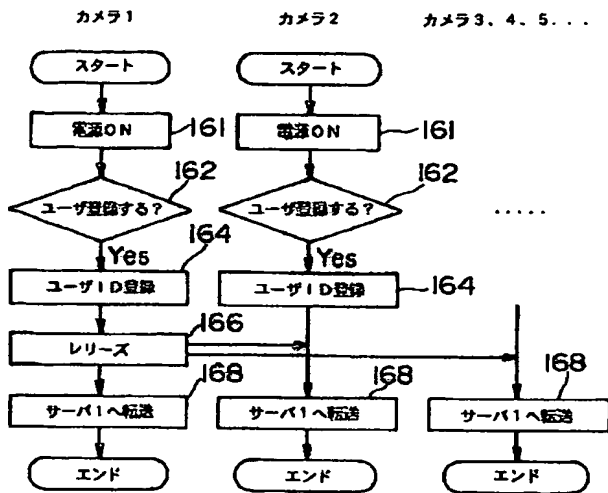 カメラ1 カメラ2 カメラ3、4、5...
スタート スタート
電源ON 161 電源ON 161
162 162
ユーザ登録する? ユーザ登録する? .....
Yes 164 Yes
ユーザID登録 ユーザID登録 164
166
レリーズ
168 168 168
サーバ1へ転送 サーバ1へ転送 サーバ1へ転送
エンド エンド エンド